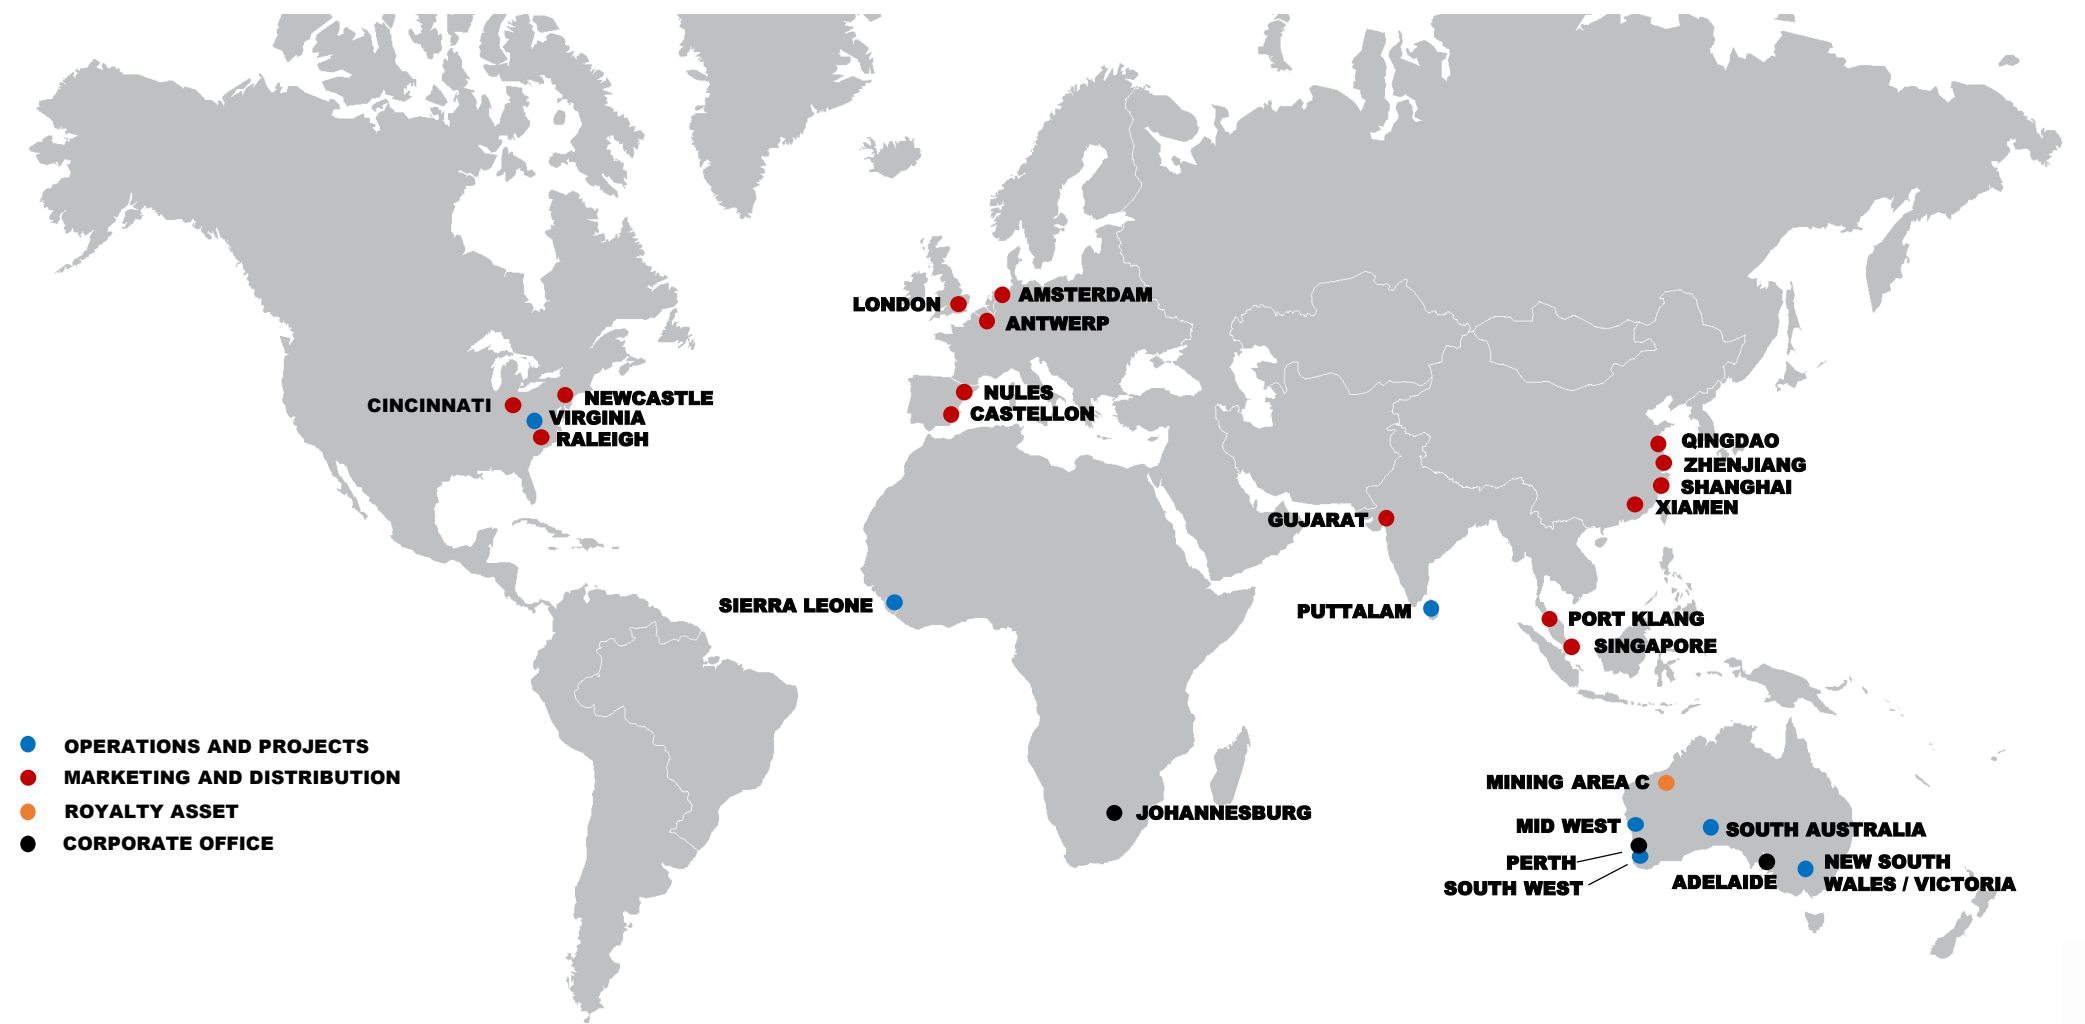 LONDON
AMSTERDAM
ANTWERP
NULES
CASTELLON
CINCINNATI
NEWCASTLE
VIRGINIA
RALEIGH
QINGDAO
ZHENJIANG
SHANGHAI
XIAMEN
GUJARAT
SIERRA LEONE
PUTTALAM
PORT KLANG
SINGAPORE
OPERATIONS AND PROJECTS
MARKETING AND DISTRIBUTION
ROYALTY ASSET
CORPORATE OFFICE
JOHANNESBURG
MINING AREA C
MID WEST
SOUTH AUSTRALIA
PERTH
SOUTH WEST
ADELAIDE
NEW SOUTH
WALES / VICTORIA